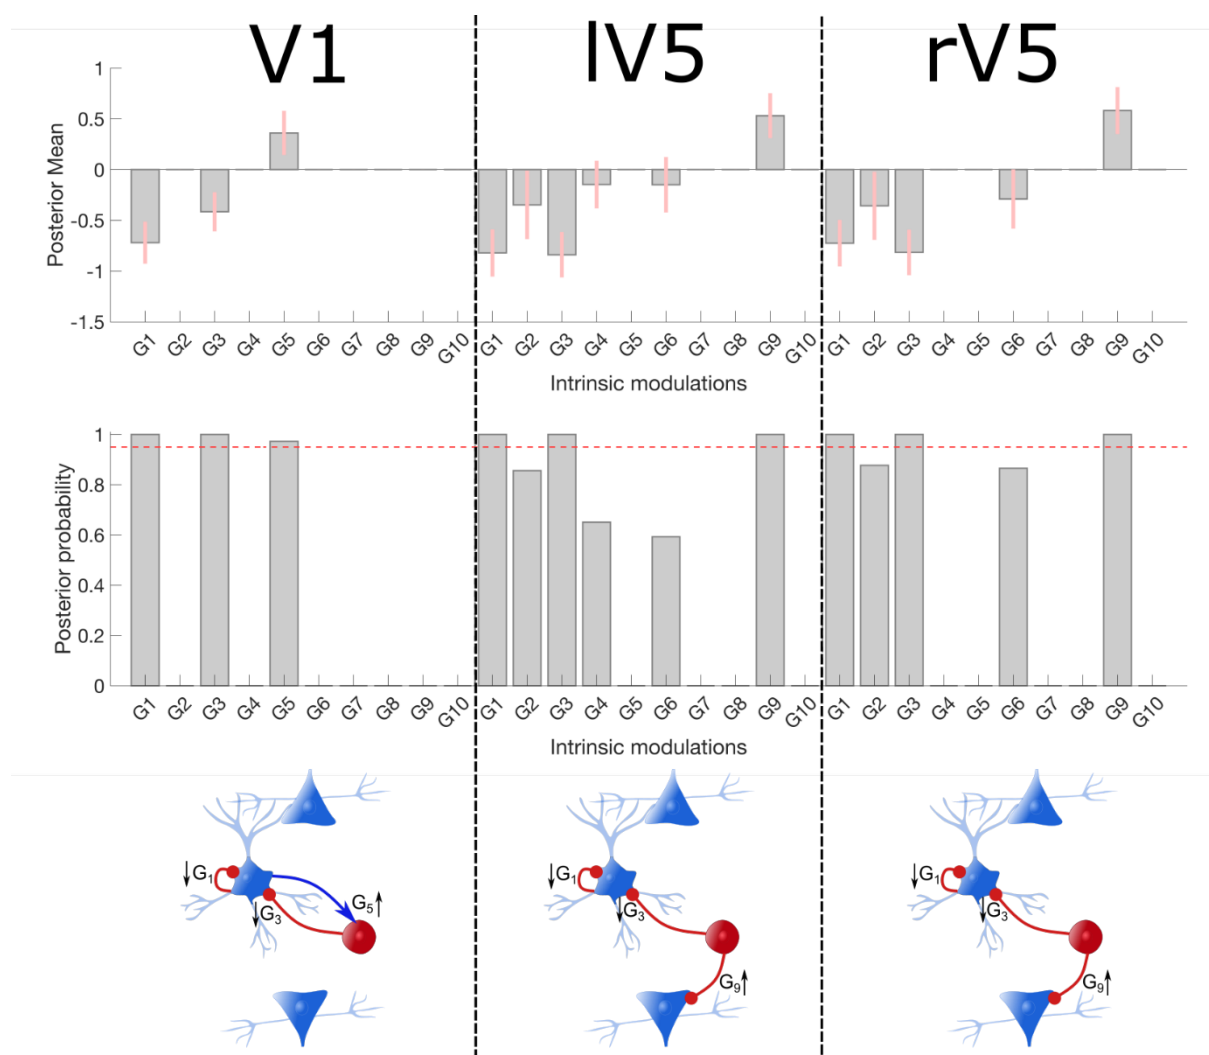 V1 lV5 rV5
Posterior Mean
1
0.5
0
-0.5
-1
-1.5
G1 G2 G3 G4 G5 G6 G7 G8 G9 G10 G1 G2 G3 G4 G5 G6 G7 G8 G9 G10 G1 G2 G3 G4 G5 G6 G7 G8 G9 G10
Intrinsic modulations Intrinsic modulations
Posterior probability
1
0.8
0.6
0.4
0.2
0
G1 G2 G3 G4 G5 G6 G7 G8 G9 G10 G1 G2 G3 G4 G5 G6 G7 G8 G9 G10 G1 G2 G3 G4 G5 G6 G7 G8 G9 G10
Intrinsic modulations Intrinsic modulations
↓G₁ G₅↑ ↓G₃
↓G₁ ↓G₃ G₉↑
↓G₁ ↓G₃ G₉↑